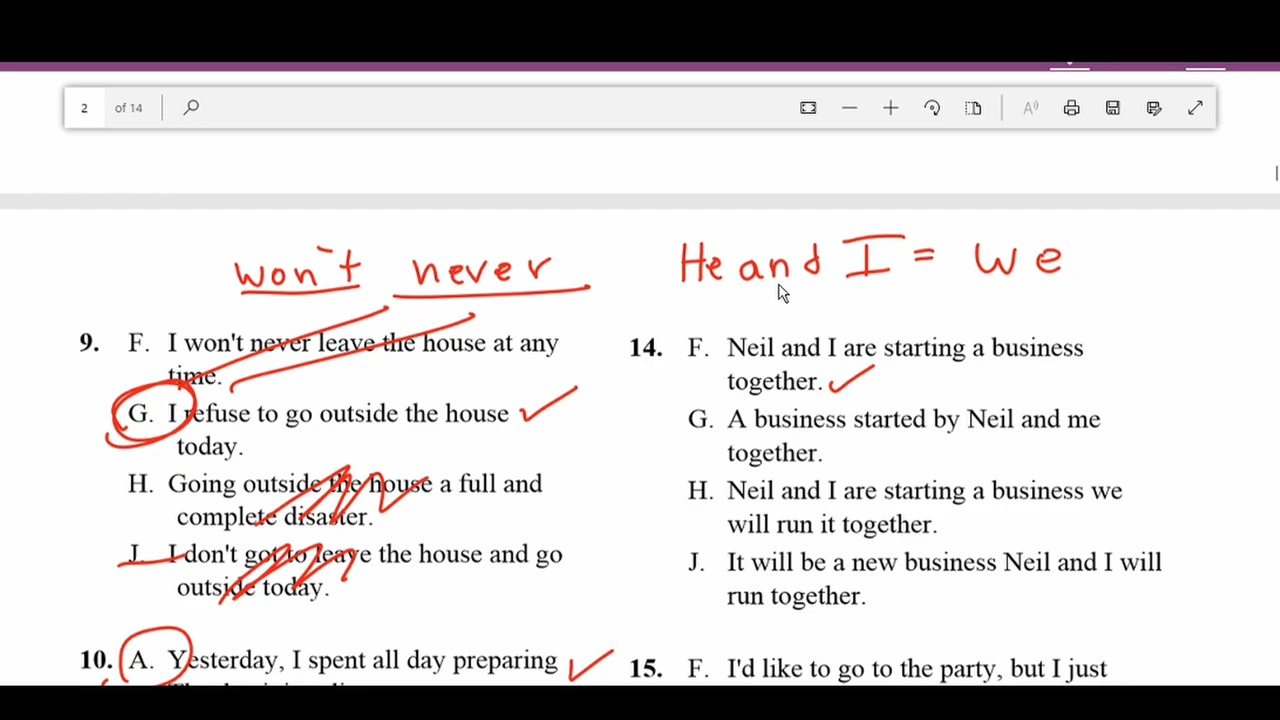 2 of 14
won't never
He and I = we
9. F. I won't never leave the house at any
time.
G. I refuse to go outside the house
today.
H. Going outside the house a full and
complete disaster.
J. I don't got to leave the house and go
outside today.
10. A. Yesterday, I spent all day preparing
14. F. Neil and I are starting a business
together.
G. A business started by Neil and me
together.
H. Neil and I are starting a business we
will run it together.
J. It will be a new business Neil and I will
run together.
15. F. I'd like to go to the party, but I just